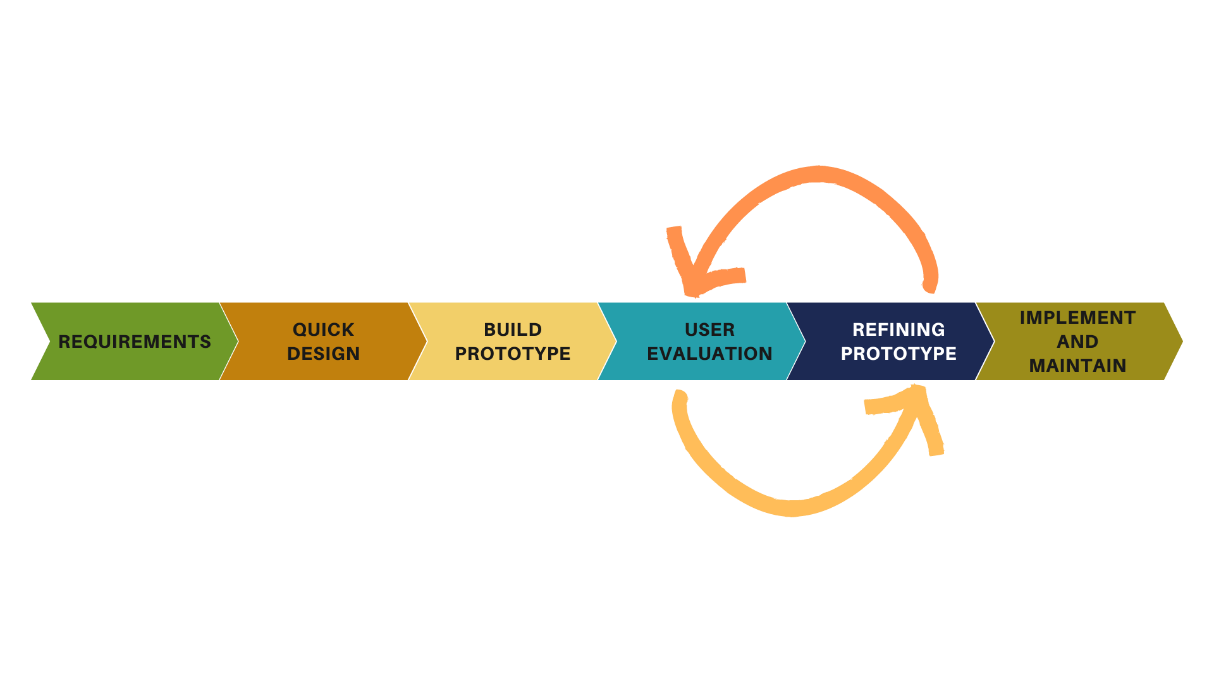 REQUIREMENTS
QUICK
DESIGN
BUILD
PROTOTYPE
USER
EVALUATION
REFINING
PROTOTYPE
IMPLEMENT
AND
MAINTAIN